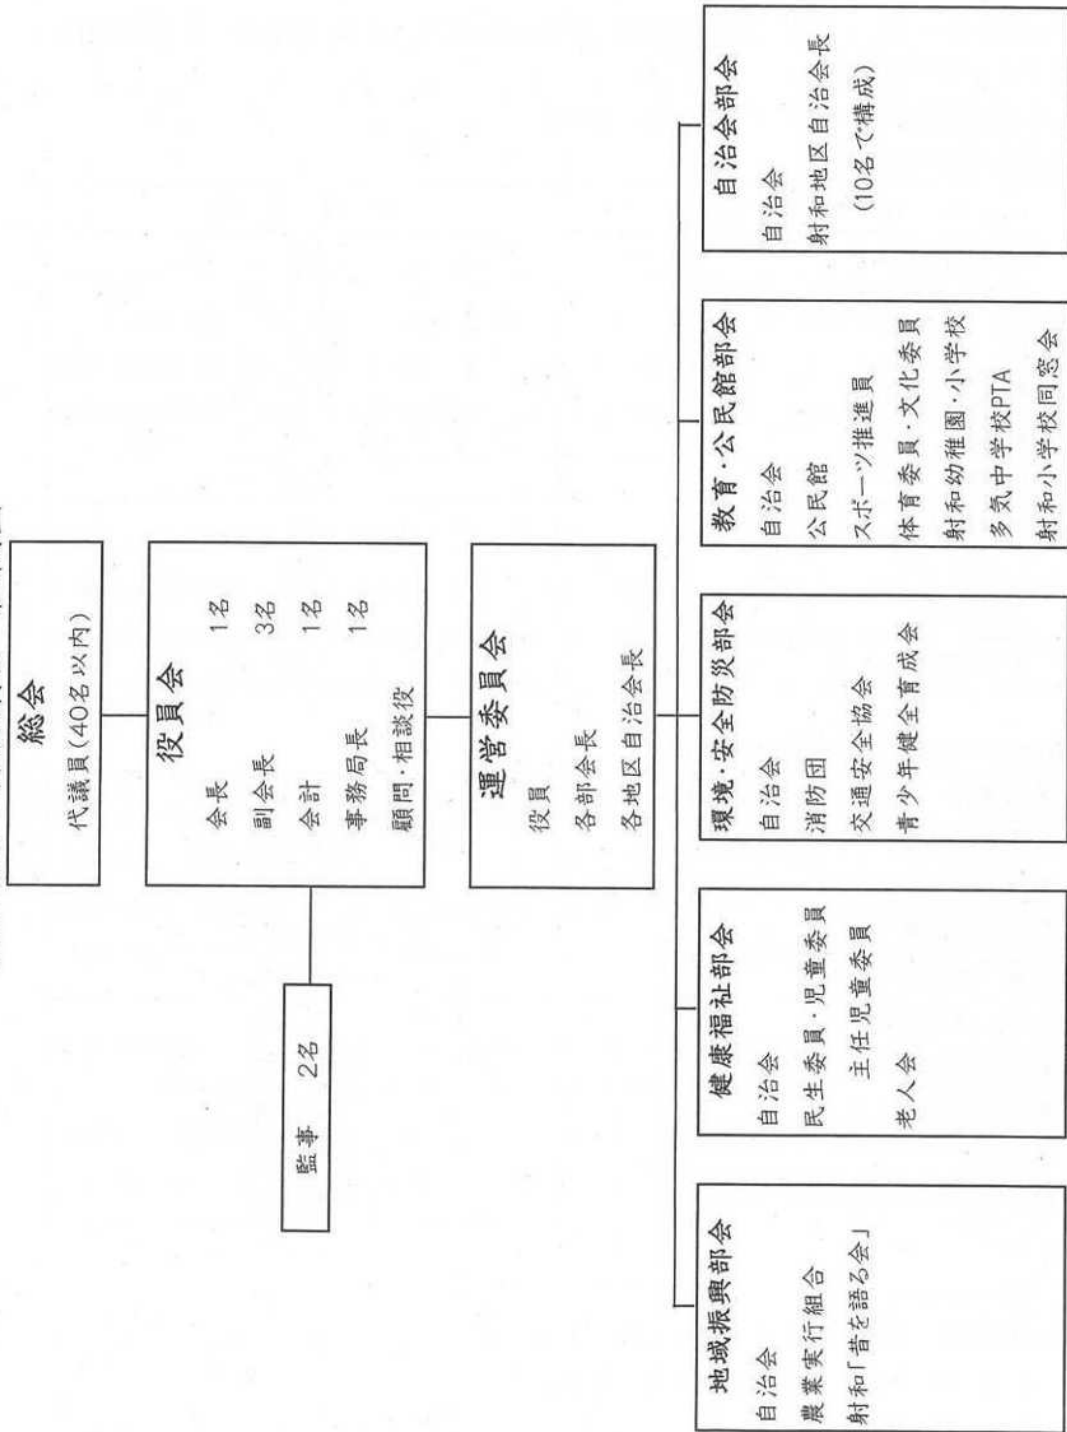 総会
代議員(40名以内)
役員会
会長 1名
副会長 3名
会計 1名
事務局長 1名
顧問・相談役
監事 2名
運営委員会
役員
各部会長
各地区自治会長
地域振興部会
自治会
農業実行組合
射和「昔を語る会」
健康福祉部会
自治会
民生委員・児童委員
主任児童委員
老人会
環境・安全防災部会
自治会
消防団
交通安全協会
青少年健全育成会
教育・公民館部会
自治会
公民館
スポーツ推進員
体育委員・文化委員
射和幼稚園・小学校
多気中学校PTA
射和小学校同窓会
自治会部会
自治会
射和地区自治会長
(10名で構成)